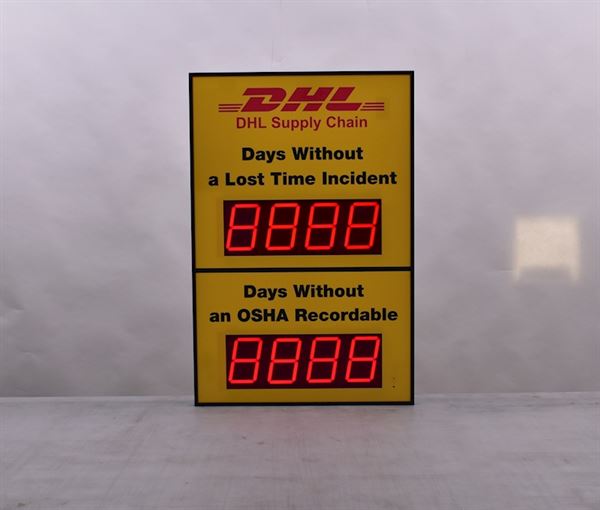 DHL
DHL Supply Chain
Days Without
a Lost Time Incident
8888
Days Without
an OSHA Recordable
8888